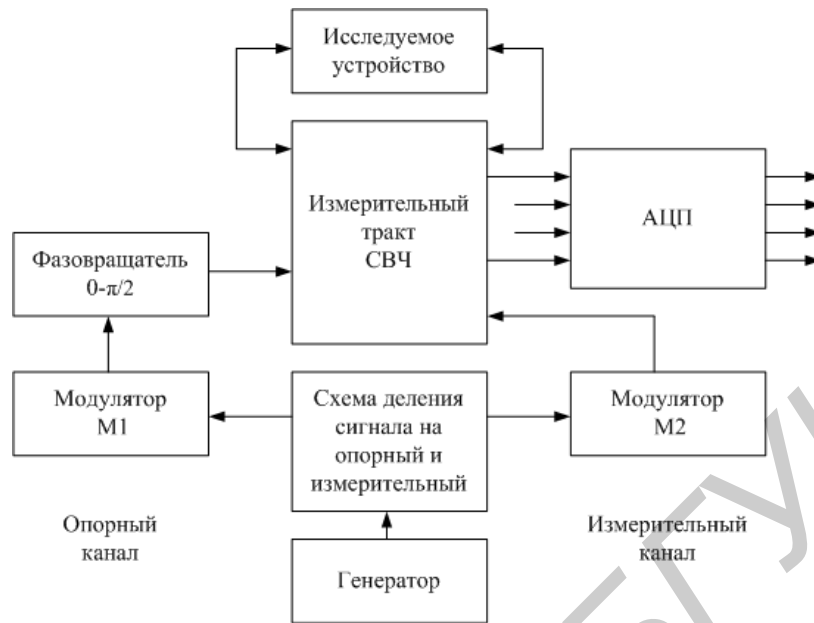 Исследуемое
устройство
Измерительный
тракт
СВЧ
АЦП
Фазовращатель
0-π/2
Модулятор
М1
Схема деления
сигнала на
опорный и
измерительный
Модулятор
М2
Опорный
канал
Измерительный
канал
Генератор
БГУ